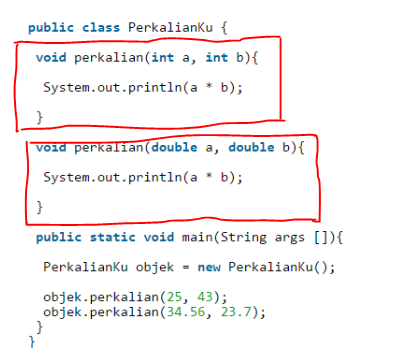 public class PerkalianKu {
void perkalian(int a, int b){
System.out.println(a * b);
}
void perkalian(double a, double b){
System.out.println(a * b);
}
public static void main(String args []){
PerkalianKu objek = new PerkalianKu();
objek.perkalian(25, 43);
objek.perkalian(34.56, 23.7);
}
}